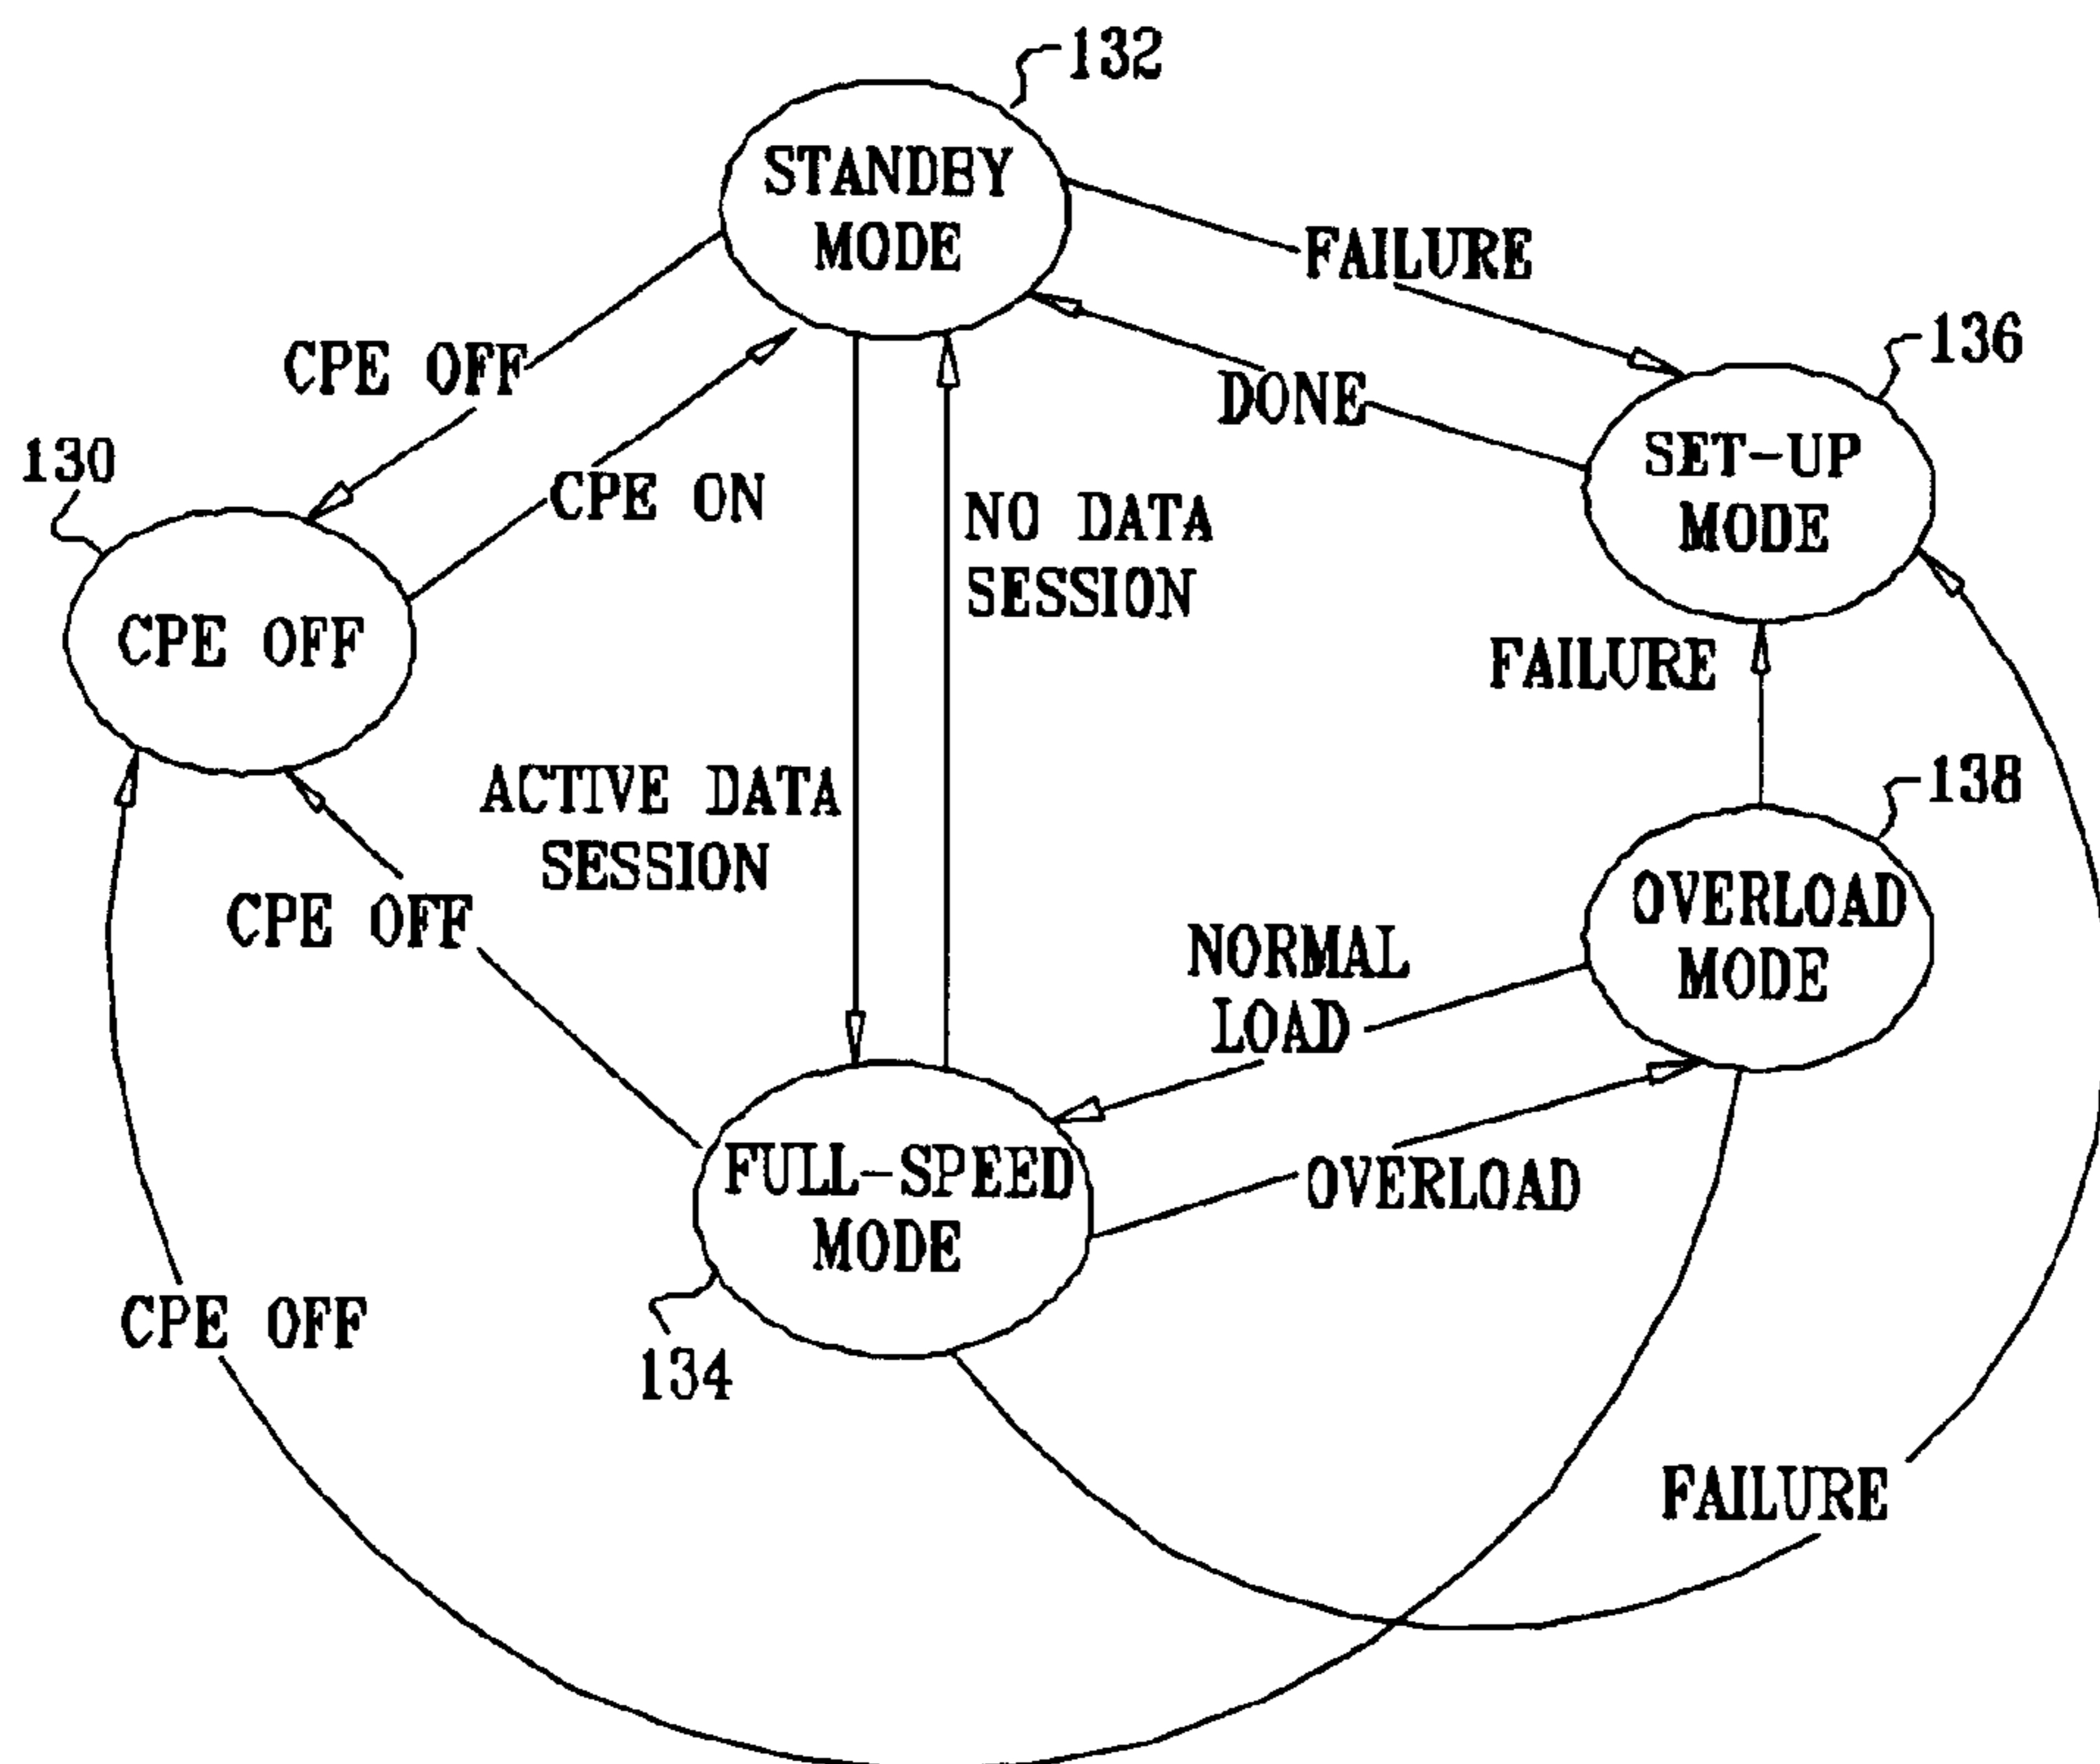 132
STANDBY
MODE
FAILURE
136
CPE OFF
DONE
130
SET-UP
MODE
CPE ON
NO DATA
SESSION
CPE OFF
FAILURE
138
ACTIVE DATA
SESSION
OVERLOAD
MODE
CPE OFF
NORMAL
LOAD
FULL-SPEED
MODE
OVERLOAD
CPE OFF
134
FAILURE